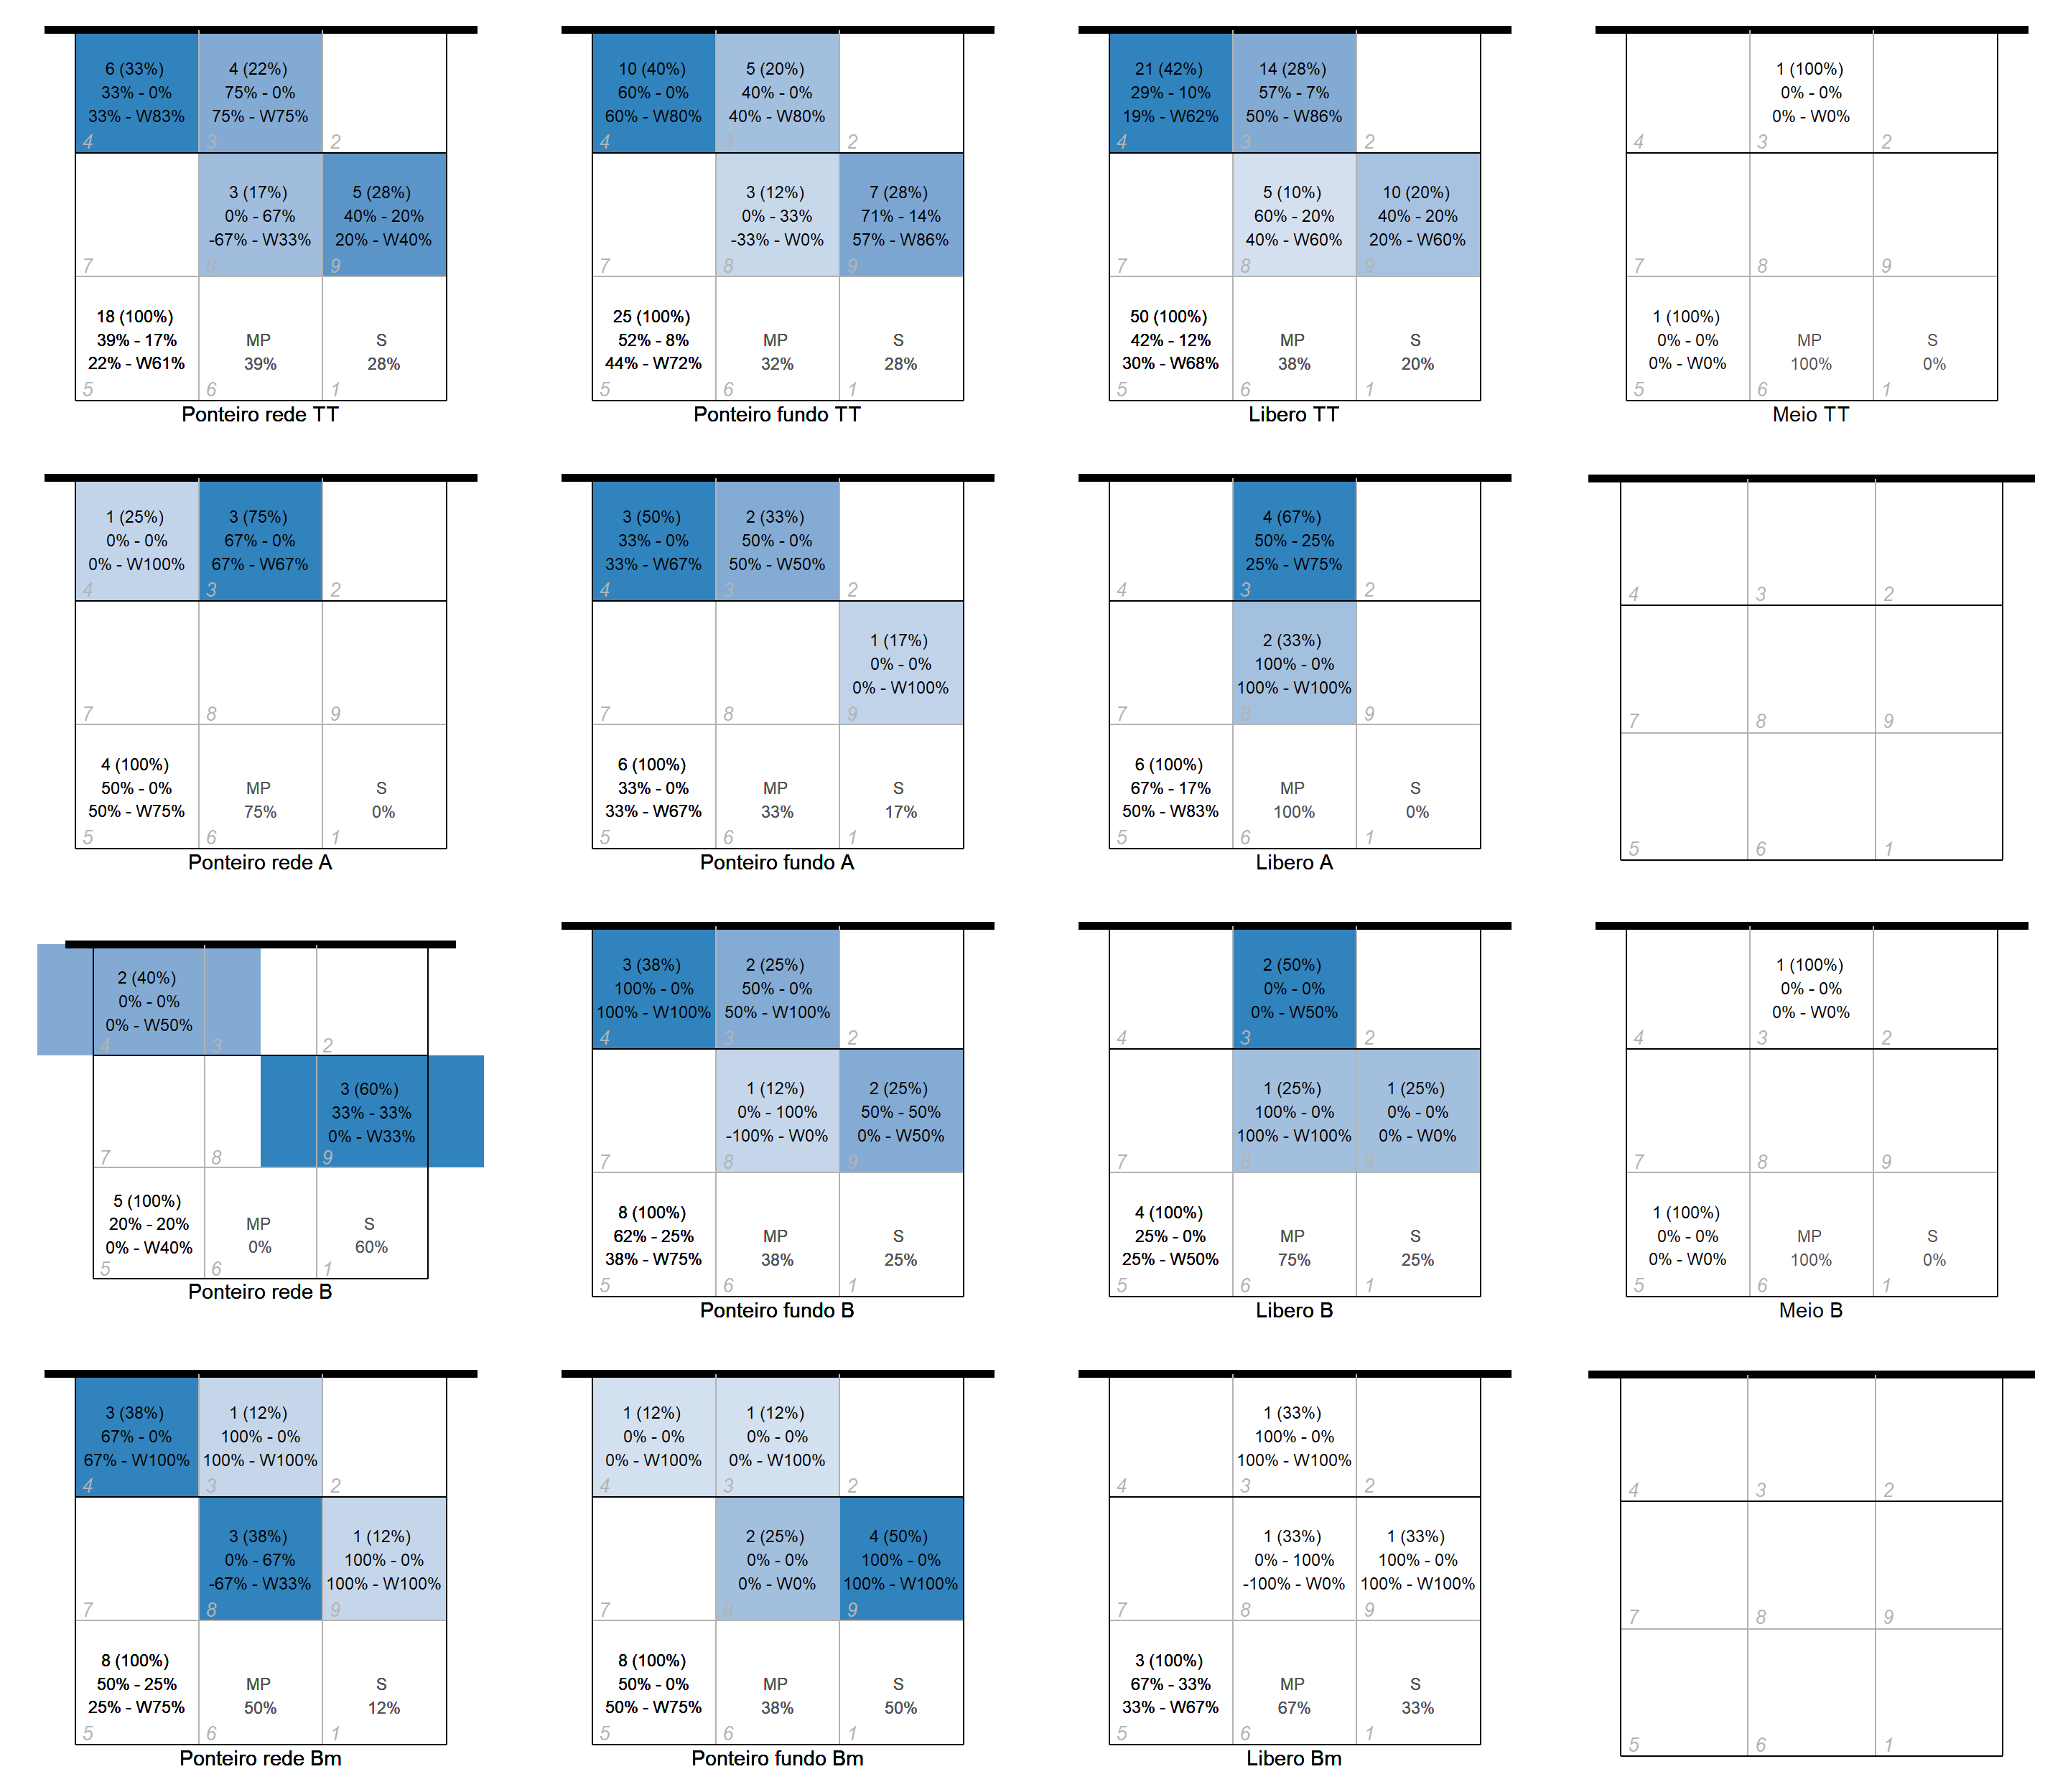 6 (33%)
33% - 0%
33% - W83%
4
4 (22%)
75% - 0%
75% - W75%
3
2
7
3 (17%)
0% - 67%
-67% - W33%
8
5 (28%)
40% - 20%
20% - W40%
9
18 (100%)
39% - 17%
22% - W61%
5
MP
39%
6
S
28%
1
Ponteiro rede TT
10 (40%)
60% - 0%
60% - W80%
4
5 (20%)
40% - 0%
40% - W80%
3
2
7
3 (12%)
0% - 33%
-33% - W0%
8
7 (28%)
71% - 14%
57% - W86%
9
25 (100%)
52% - 8%
44% - W72%
5
MP
32%
6
S
28%
1
Ponteiro fundo TT
21 (42%)
29% - 10%
19% - W62%
4
14 (28%)
57% - 7%
50% - W86%
3
2
7
5 (10%)
60% - 20%
40% - W60%
8
10 (20%)
40% - 20%
20% - W60%
9
50 (100%)
42% - 12%
30% - W68%
5
MP
38%
6
S
20%
1
Libero TT
4
1 (100%)
0% - 0%
0% - W0%
3
2
7
8
9
1 (100%)
0% - 0%
0% - W0%
5
MP
100%
6
S
0%
1
Meio TT
1 (25%)
0% - 0%
0% - W100%
4
3 (75%)
67% - 0%
67% - W67%
3
2
7
8
9
4 (100%)
50% - 0%
50% - W75%
5
MP
75%
6
S
0%
1
Ponteiro rede A
3 (50%)
33% - 0%
33% - W67%
4
2 (33%)
50% - 0%
50% - W50%
3
2
7
8
1 (17%)
0% - 0%
0% - W100%
9
6 (100%)
33% - 0%
33% - W67%
5
MP
33%
6
S
17%
1
Ponteiro fundo A
4
4 (67%)
50% - 25%
25% - W75%
3
2
7
2 (33%)
100% - 0%
100% - W100%
8
9
6 (100%)
67% - 17%
50% - W83%
5
MP
100%
6
S
0%
1
Libero A
4
3
2
7
8
9
5
6
1
2 (40%)
0% - 0%
0% - W50%
4
3
2
7
8
3 (60%)
33% - 33%
0% - W33%
9
5 (100%)
20% - 20%
0% - W40%
5
MP
0%
6
S
60%
1
Ponteiro rede B
3 (38%)
100% - 0%
100% - W100%
4
2 (25%)
50% - 0%
50% - W100%
3
2
7
1 (12%)
0% - 100%
-100% - W0%
8
2 (25%)
50% - 50%
0% - W50%
9
8 (100%)
62% - 25%
38% - W75%
5
MP
38%
6
S
25%
1
Ponteiro fundo B
4
2 (50%)
0% - 0%
0% - W50%
3
2
7
1 (25%)
100% - 0%
100% - W100%
8
1 (25%)
0% - 0%
0% - W0%
9
4 (100%)
25% - 0%
25% - W50%
5
MP
75%
6
S
25%
1
Libero B
4
1 (100%)
0% - 0%
0% - W0%
3
2
7
8
9
1 (100%)
0% - 0%
0% - W0%
5
MP
100%
6
S
0%
1
Meio B
3 (38%)
67% - 0%
67% - W100%
4
1 (12%)
100% - 0%
100% - W100%
3
2
7
3 (38%)
0% - 67%
-67% - W33%
8
1 (12%)
100% - 0%
100% - W100%
9
8 (100%)
50% - 25%
25% - W75%
5
MP
50%
6
S
12%
1
Ponteiro rede Bm
1 (12%)
0% - 0%
0% - W100%
4
1 (12%)
0% - 0%
0% - W100%
3
2
7
2 (25%)
0% - 0%
0% - W0%
8
4 (50%)
100% - 0%
100% - W100%
9
8 (100%)
50% - 0%
50% - W75%
5
MP
38%
6
S
50%
1
Ponteiro fundo Bm
4
1 (33%)
100% - 0%
100% - W100%
3
2
7
1 (33%)
0% - 100%
-100% - W0%
8
1 (33%)
100% - 0%
100% - W100%
9
3 (100%)
67% - 33%
33% - W67%
5
MP
67%
6
S
33%
1
Libero Bm
4
3
2
7
8
9
5
6
1